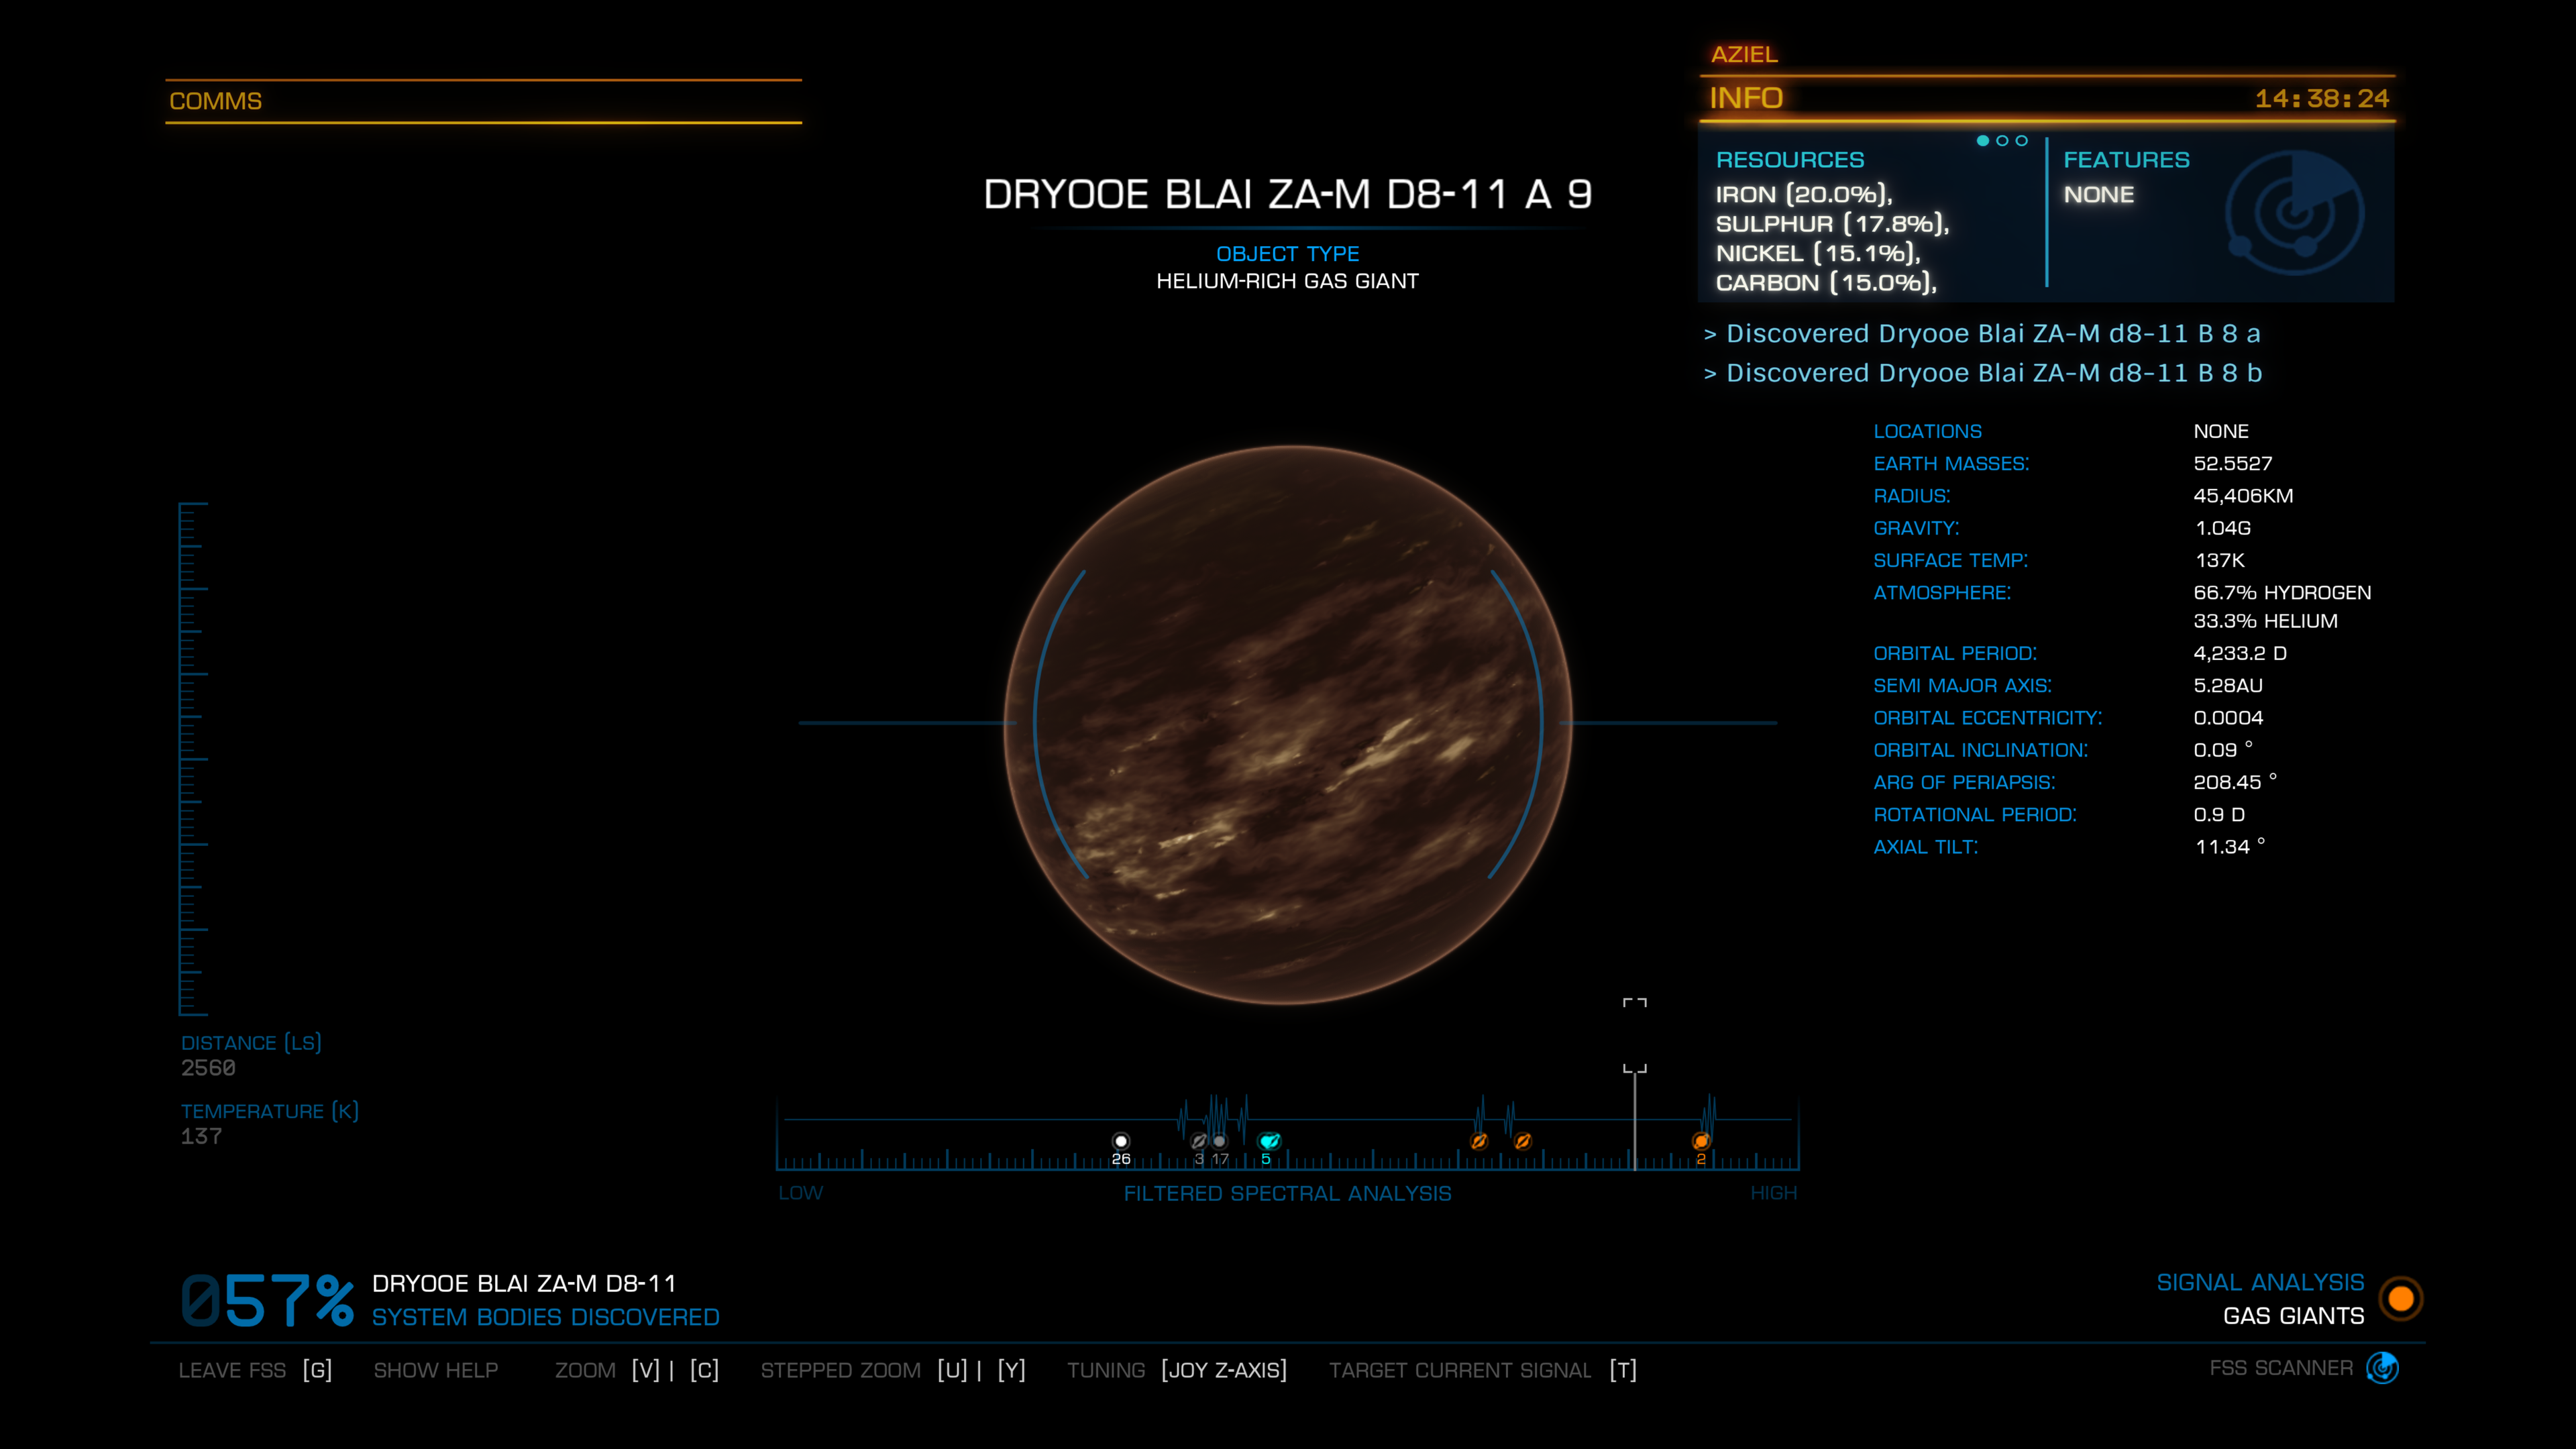 COMMS
AZIEL
INFO 14:38:24
RESOURCES
IRON (20.0%),
SULPHUR (17.8%),
NICKEL (15.1%),
CARBON (15.0%),
FEATURES
NONE
DRYOOE BLAI ZA-M D8-11 A 9
OBJECT TYPE
HELIUM-RICH GAS GIANT
> Discovered Dryooe Blai ZA-M d8-11 B 8 a
> Discovered Dryooe Blai ZA-M d8-11 B 8 b
LOCATIONS NONE
EARTH MASSES: 52.5527
RADIUS: 45,406KM
GRAVITY: 1.04G
SURFACE TEMP: 137K
ATMOSPHERE: 66.7% HYDROGEN
33.3% HELIUM
ORBITAL PERIOD: 4,233.2 D
SEMI MAJOR AXIS: 5.28AU
ORBITAL ECCENTRICITY: 0.0004
ORBITAL INCLINATION: 0.09 °
ARG OF PERIAPSIS: 208.45 °
ROTATIONAL PERIOD: 0.9 D
AXIAL TILT: 11.34 °
DISTANCE (LS)
2560
TEMPERATURE (K)
137
26 3 17 5 2
LOW FILTERED SPECTRAL ANALYSIS HIGH
057% DRYOOE BLAI ZA-M D8-11
SYSTEM BODIES DISCOVERED
SIGNAL ANALYSIS
GAS GIANTS
LEAVE FSS [G] SHOW HELP ZOOM [V] | [C] STEPPED ZOOM [U] | [Y] TUNING [JOY Z-AXIS] TARGET CURRENT SIGNAL [T] FSS SCANNER